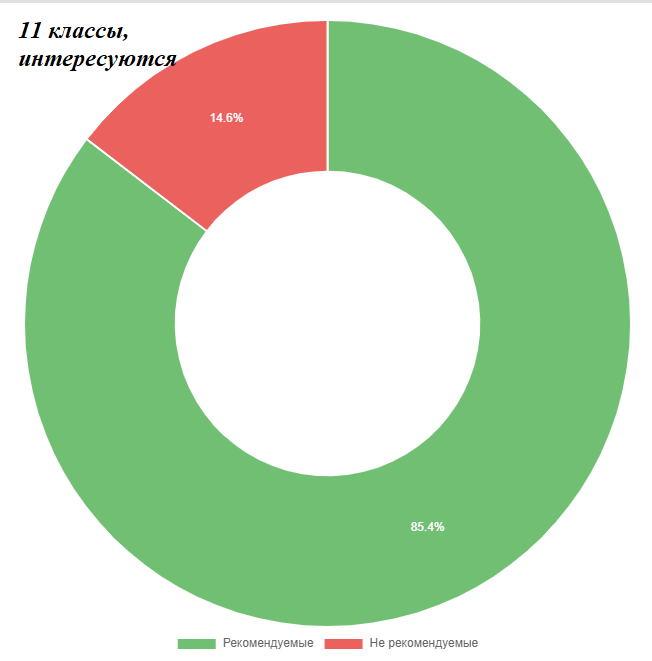 11 классы,
интересуются
14.6%
85.4%
Рекомендуемые Не рекомендуемые